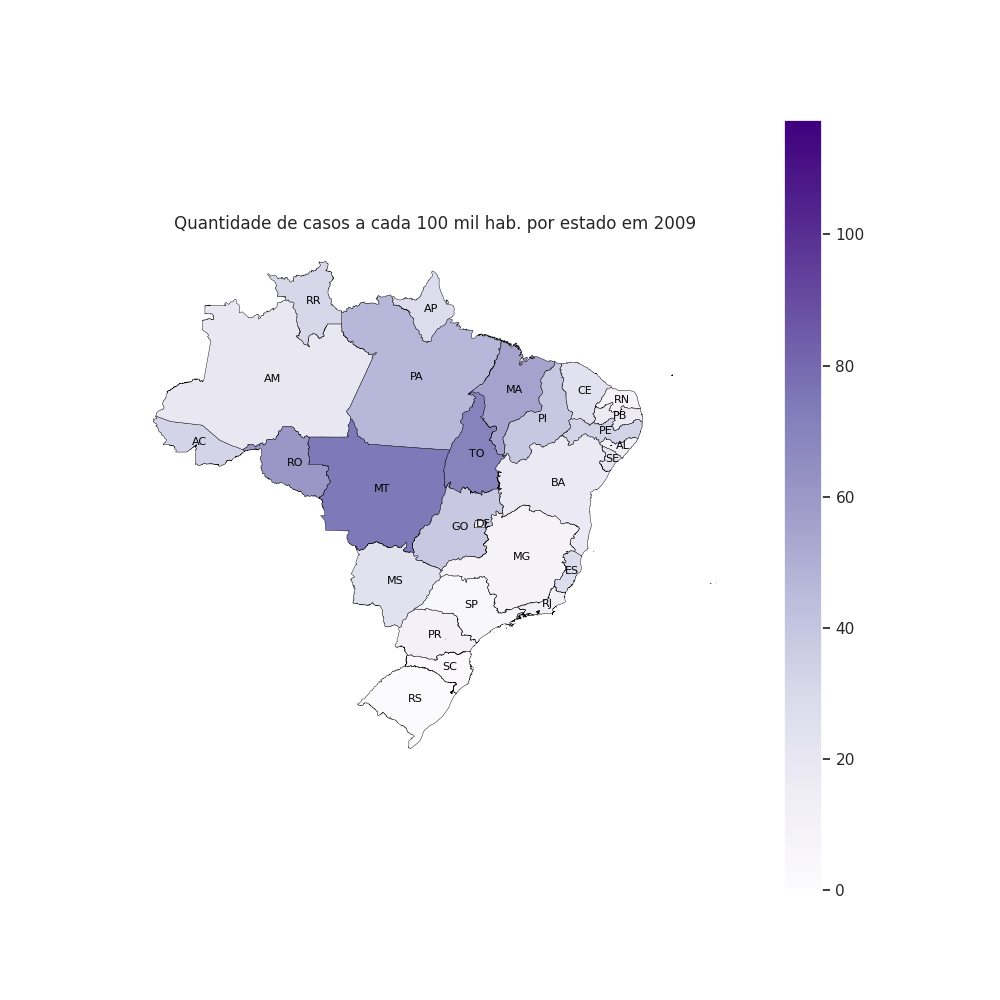 Quantidade de casos a cada 100 mil hab. por estado em 2009
100
80
60
40
20
0
RR
AP
AM
PA
MA
CE
RN
PB
PI
PE
AC
AL
TO
SE
RO
MT
BA
GO
DF
MG
ES
MS
SP
RJ
PR
SC
RS